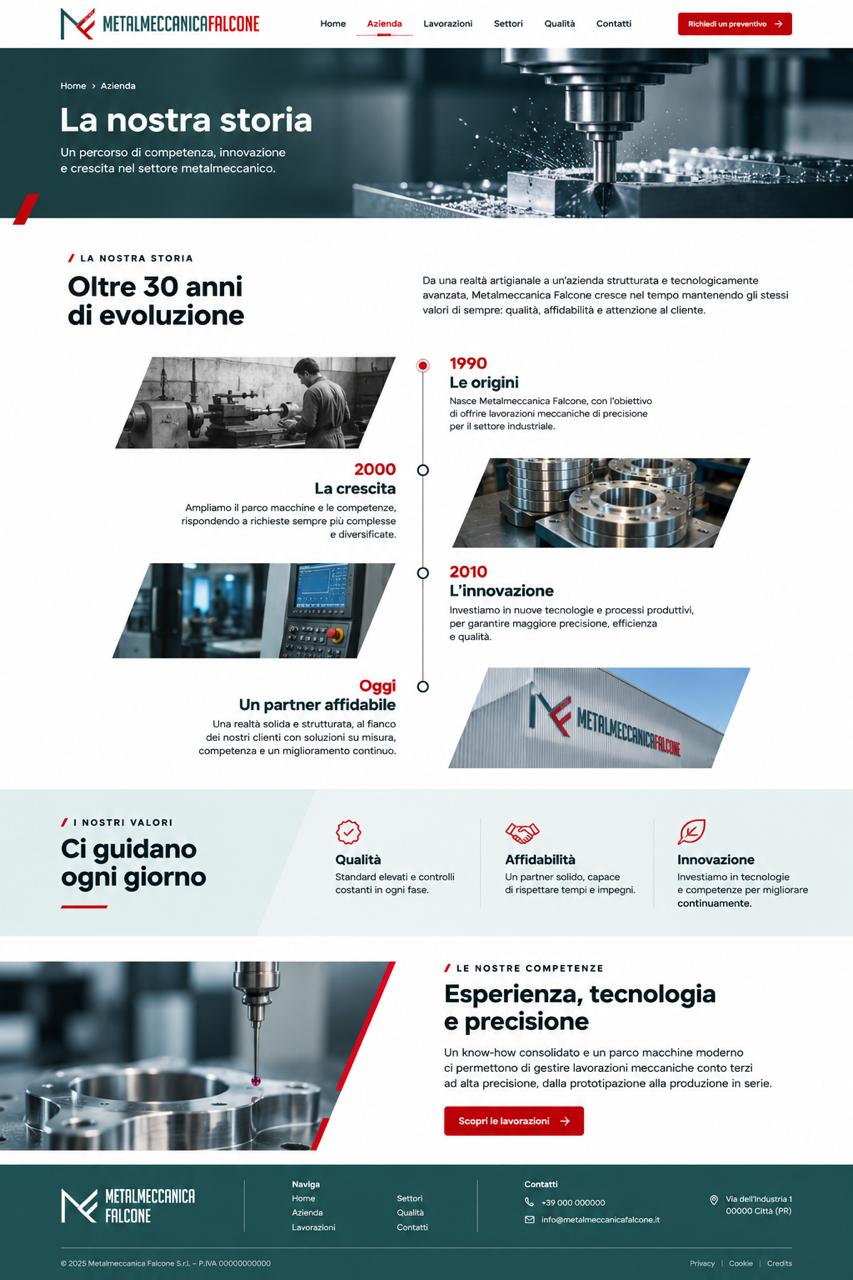 METALMECCANICAFALCONE
Home Azienda Lavorazioni Settori Qualità Contatti
Richiedi un preventivo
Home > Azienda
La nostra storia
Un percorso di competenza, innovazione
e crescita nel settore metalmeccanico.
LA NOSTRA STORIA
Oltre 30 anni
di evoluzione
Da una realtà artigianale a un'azienda strutturata e tecnologicamente
avanzata, Metalmeccanica Falcone cresce nel tempo mantenendo gli stessi
valori di sempre: qualità, affidabilità e attenzione al cliente.
1990
Le origini
Nasce Metalmeccanica Falcone, con l'obiettivo
di offrire lavorazioni meccaniche di precisione
per il settore industriale.
2000
La crescita
Ampliamo il parco macchine e le competenze,
rispondendo a richieste sempre più complesse
e diversificate.
2010
L'innovazione
Investiamo in nuove tecnologie e processi produttivi,
per garantire maggiore precisione, efficienza
e qualità.
Oggi
Un partner affidabile
Una realtà solida e strutturata, al fianco
dei nostri clienti con soluzioni su misura,
competenza e un miglioramento continuo.
METALMECCANICAFALCONE
I NOSTRI VALORI
Ci guidano
ogni giorno
Qualità
Standard elevati e controlli
costanti in ogni fase.
Affidabilità
Un partner solido, capace
di rispettare tempi e impegni.
Innovazione
Investiamo in tecnologie
e competenze per migliorare
continuamente.
LE NOSTRE COMPETENZE
Esperienza, tecnologia
e precisione
Un know-how consolidato e un parco macchine moderno
ci permettono di gestire lavorazioni meccaniche conto terzi
ad alta precisione, dalla prototipazione alla produzione in serie.
Scopri le lavorazioni
METALMECCANICA
FALCONE
Naviga
Home
Azienda
Lavorazioni
Settori
Qualità
Contatti
Contatti
+39 000 000000
info@metalmeccanicafalcone.it
Via dell'Industria 1
00000 Città (PR)
© 2025 Metalmeccanica Falcone S.r.l. – P.IVA 00000000000
Privacy | Cookie | Credits